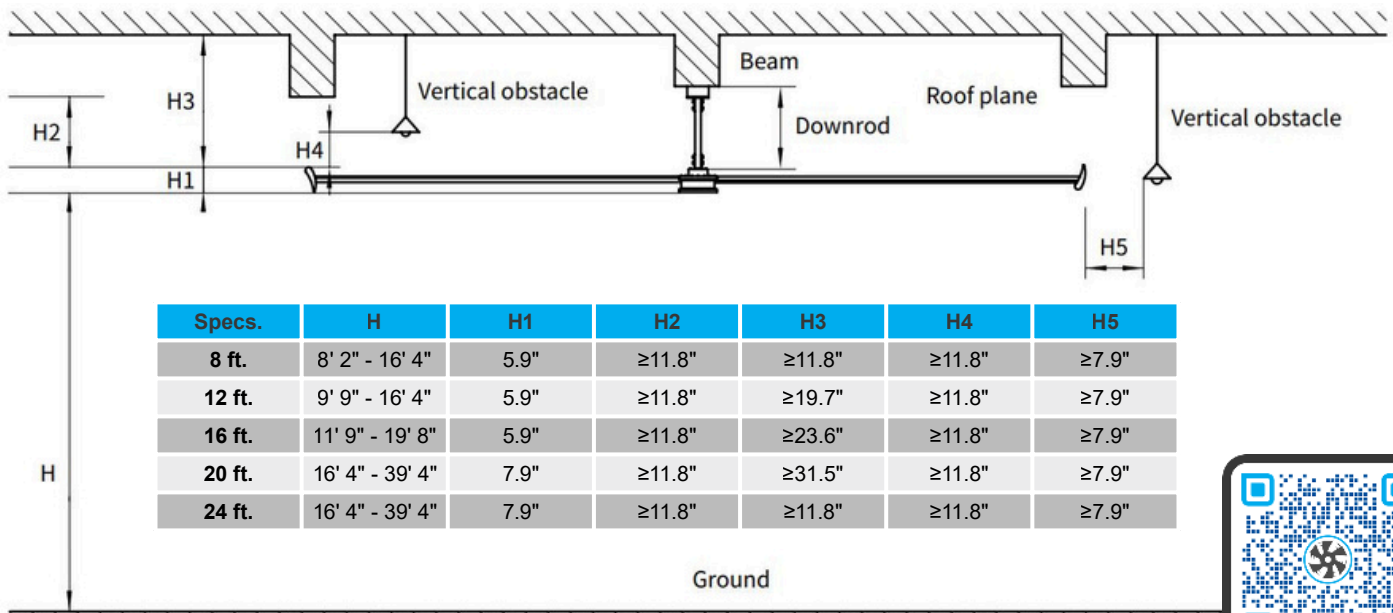 Beam
H3
Vertical obstacle
Roof plane
Vertical obstacle
H2
Downrod
H4
H1
H5
Specs. H H1 H2 H3 H4 H5
8 ft. 8' 2" - 16' 4" 5.9" ≥11.8" ≥11.8" ≥11.8" ≥7.9"
12 ft. 9' 9" - 16' 4" 5.9" ≥11.8" ≥19.7" ≥11.8" ≥7.9"
16 ft. 11' 9" - 19' 8" 5.9" ≥11.8" ≥23.6" ≥11.8" ≥7.9"
20 ft. 16' 4" - 39' 4" 7.9" ≥11.8" ≥31.5" ≥11.8" ≥7.9"
24 ft. 16' 4" - 39' 4" 7.9" ≥11.8" ≥11.8" ≥11.8" ≥7.9"
H
Ground